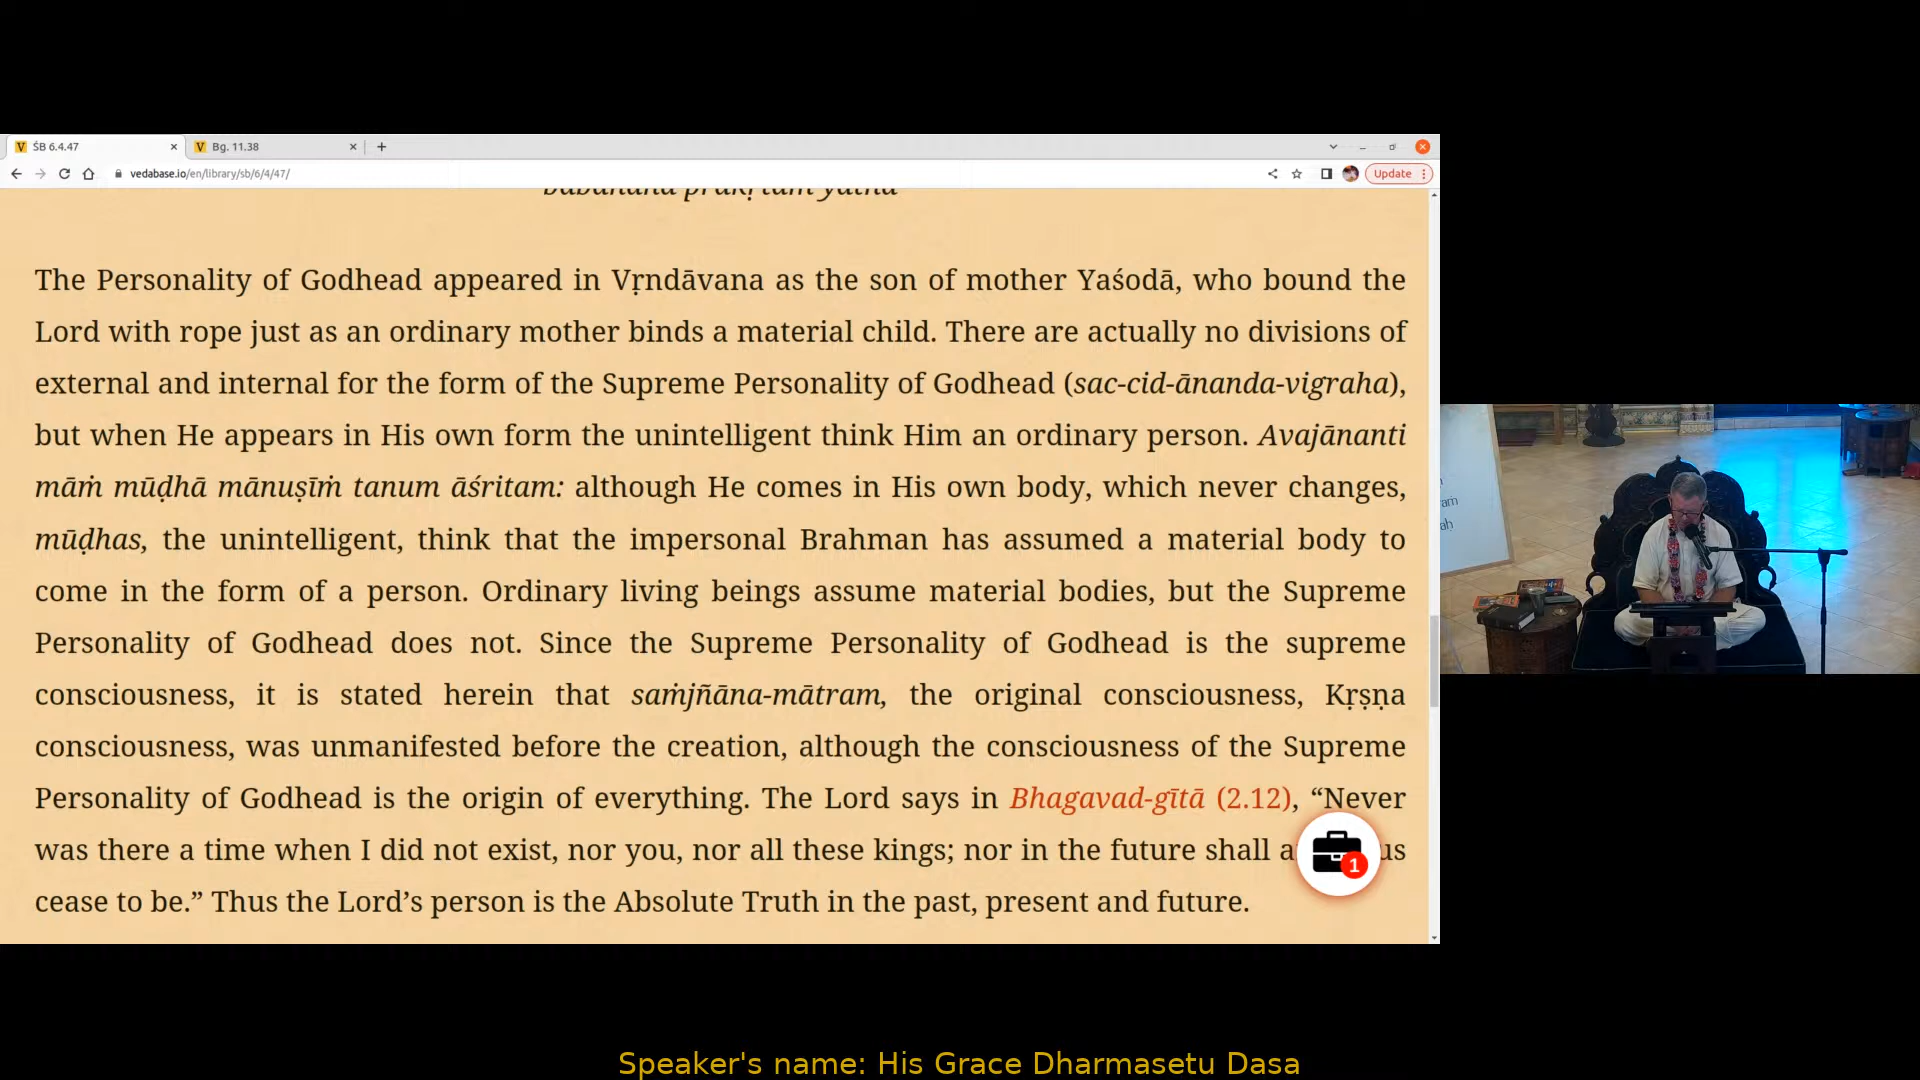 ŚB 6.4.47
Bg. 11.38
vedabase.io/en/library/sb/6/4/47/
Update
The Personality of Godhead appeared in Vṛndāvana as the son of mother Yaśodā, who bound the
Lord with rope just as an ordinary mother binds a material child. There are actually no divisions of
external and internal for the form of the Supreme Personality of Godhead (sac-cid-ānanda-vigraha),
but when He appears in His own form the unintelligent think Him an ordinary person. Avajānanti
māṁ mūḍhā mānuṣīṁ tanum āśritam: although He comes in His own body, which never changes,
mūḍhas, the unintelligent, think that the impersonal Brahman has assumed a material body to
come in the form of a person. Ordinary living beings assume material bodies, but the Supreme
Personality of Godhead does not. Since the Supreme Personality of Godhead is the supreme
consciousness, it is stated herein that saṁjñāna-mātram, the original consciousness, Kṛṣṇa
consciousness, was unmanifested before the creation, although the consciousness of the Supreme
Personality of Godhead is the origin of everything. The Lord says in Bhagavad-gītā (2.12), “Never
was there a time when I did not exist, nor you, nor all these kings; nor in the future shall a us
cease to be.” Thus the Lord’s person is the Absolute Truth in the past, present and future.
1
Speaker's name: His Grace Dharmasetu Dasa